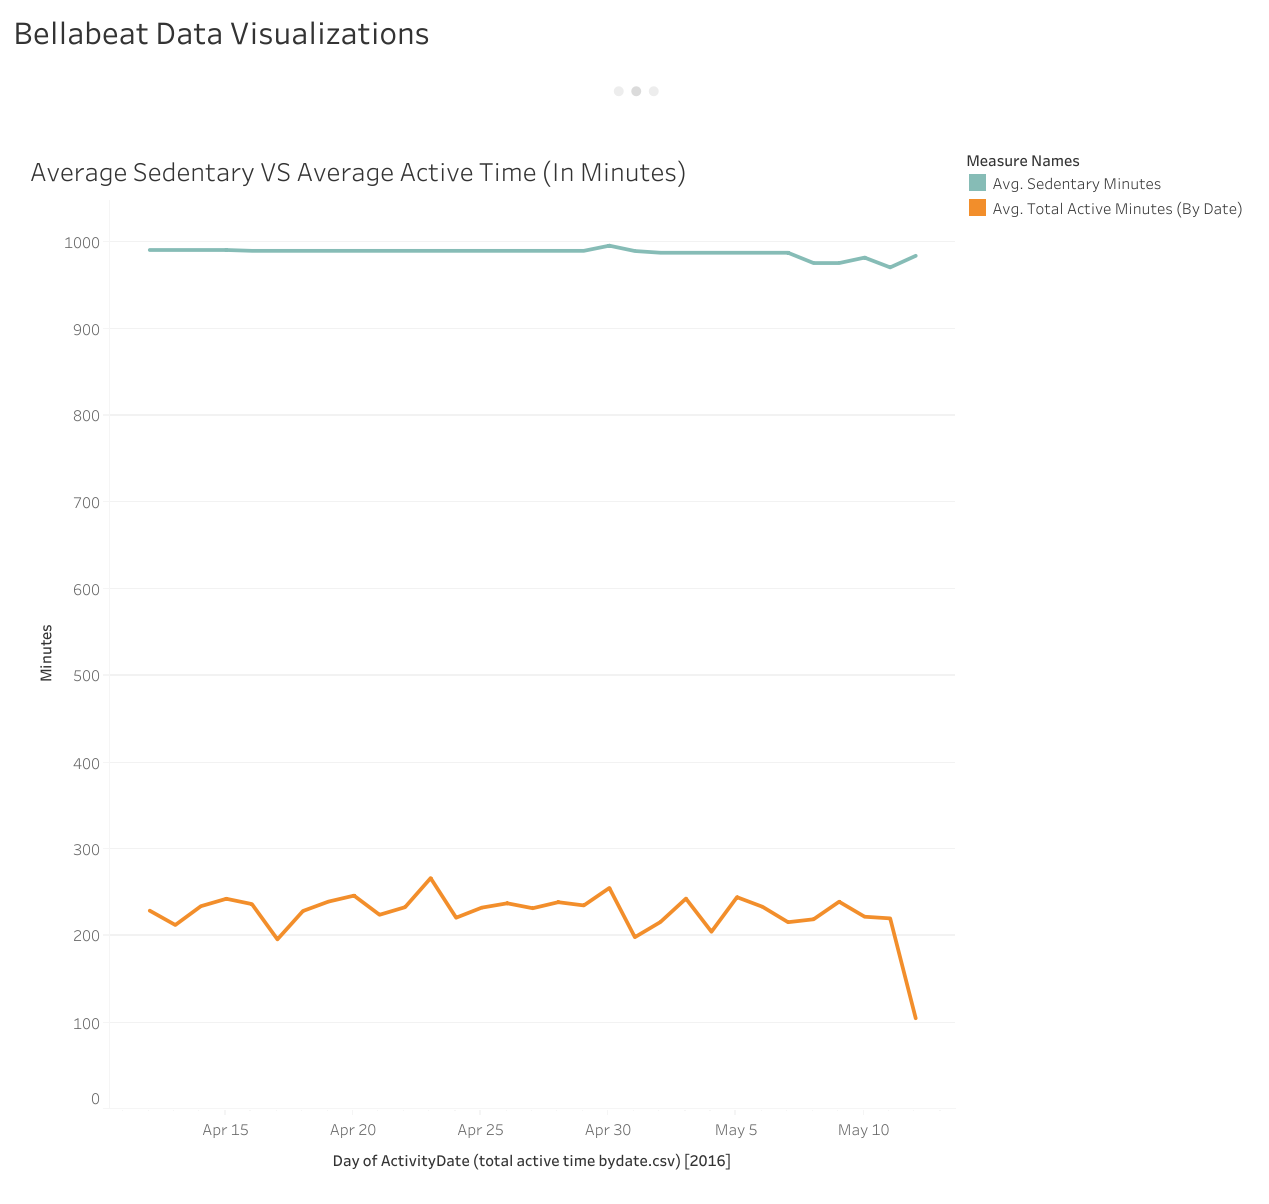 Bellabeat Data Visualizations
Average Sedentary VS Average Active Time (In Minutes)
Measure Names
Avg. Sedentary Minutes
Avg. Total Active Minutes (By Date)
1000
900
800
700
600
500
400
300
200
100
0
Minutes
Apr 15
Apr 20
Apr 25
Apr 30
May 5
May 10
Day of ActivityDate (total active time bydate.csv) [2016]